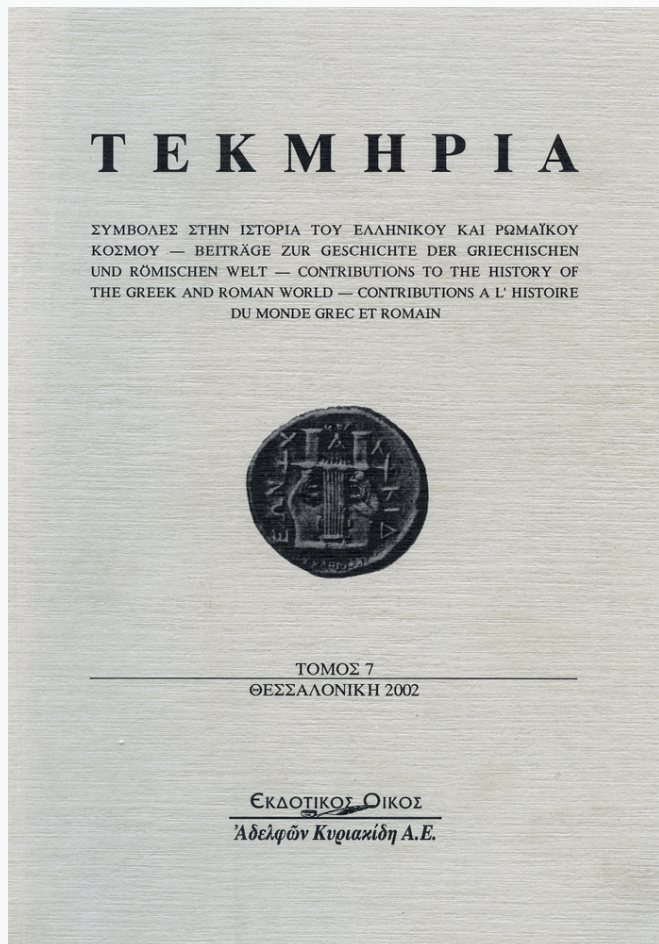 ΤΕΚΜΗΡΙΑ
ΣΥΜΒΟΛΕΣ ΣΤΗΝ ΙΣΤΟΡΙΑ ΤΟΥ ΕΛΛΗΝΙΚΟΥ ΚΑΙ ΡΩΜΑΪΚΟΥ
ΚΟΣΜΟΥ — BEITRÄGE ZUR GESCHICHTE DER GRIECHISCHEN
UND RÖMISCHEN WELT — CONTRIBUTIONS TO THE HISTORY OF
THE GREEK AND ROMAN WORLD — CONTRIBUTIONS A L' HISTOIRE
DU MONDE GREC ET ROMAIN
ΤΟΜΟΣ 7
ΘΕΣΣΑΛΟΝΙΚΗ 2002
ΕΚΔΟΤΙΚΟΣ ΟΙΚΟΣ
Ἀδελφῶν Κυριακίδη Α.Ε.